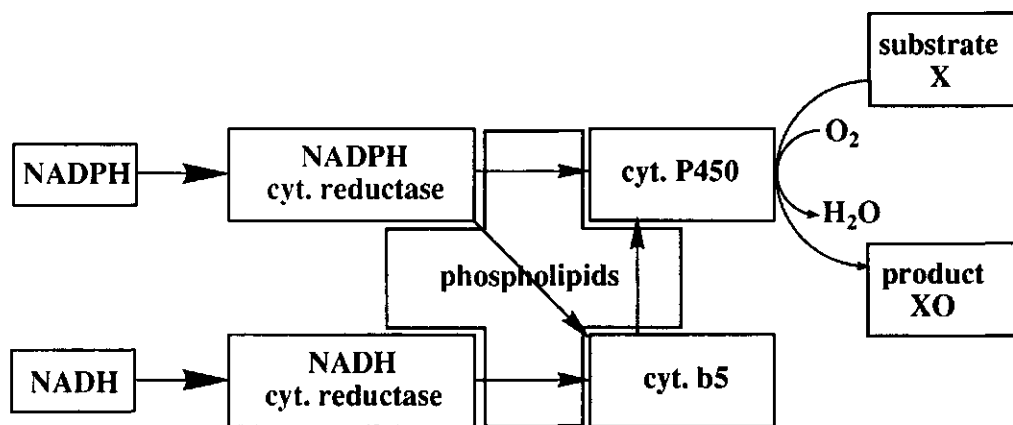 substrate
X
O₂
NADPH
NADPH
cyt. reductase
cyt. P450
H₂O
phospholipids
product
XO
NADH
NADH
cyt. reductase
cyt. b5